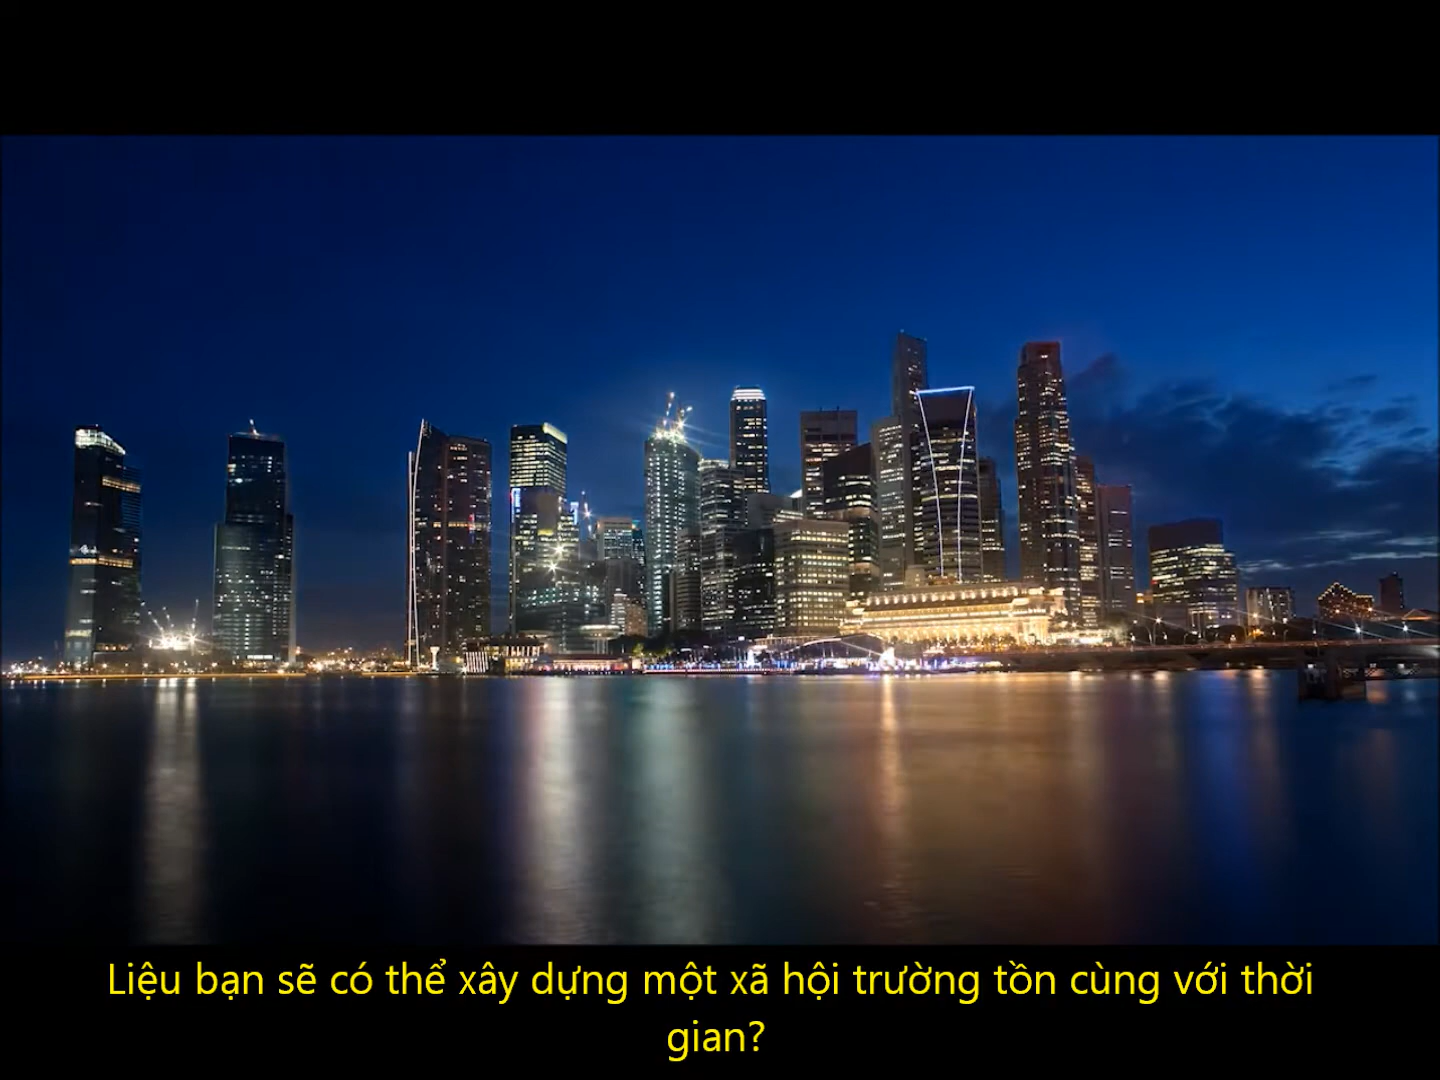 Liệu bạn sẽ có thể xây dựng một xã hội trường tồn cùng với thời
gian?